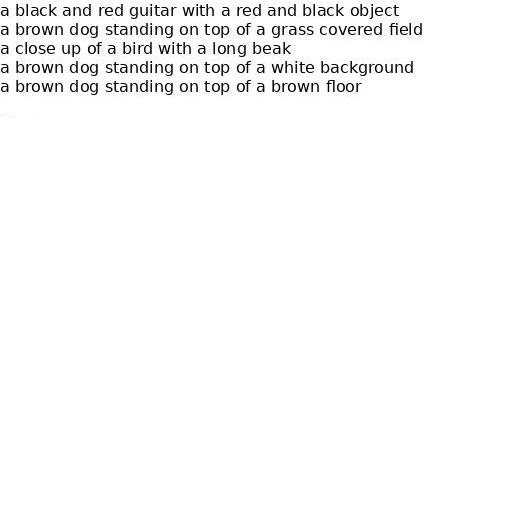 a black and red guitar with a red and black object
a brown dog standing on top of a grass covered field
a close up of a bird with a long beak
a brown dog standing on top of a white background
a brown dog standing on top of a brown floor